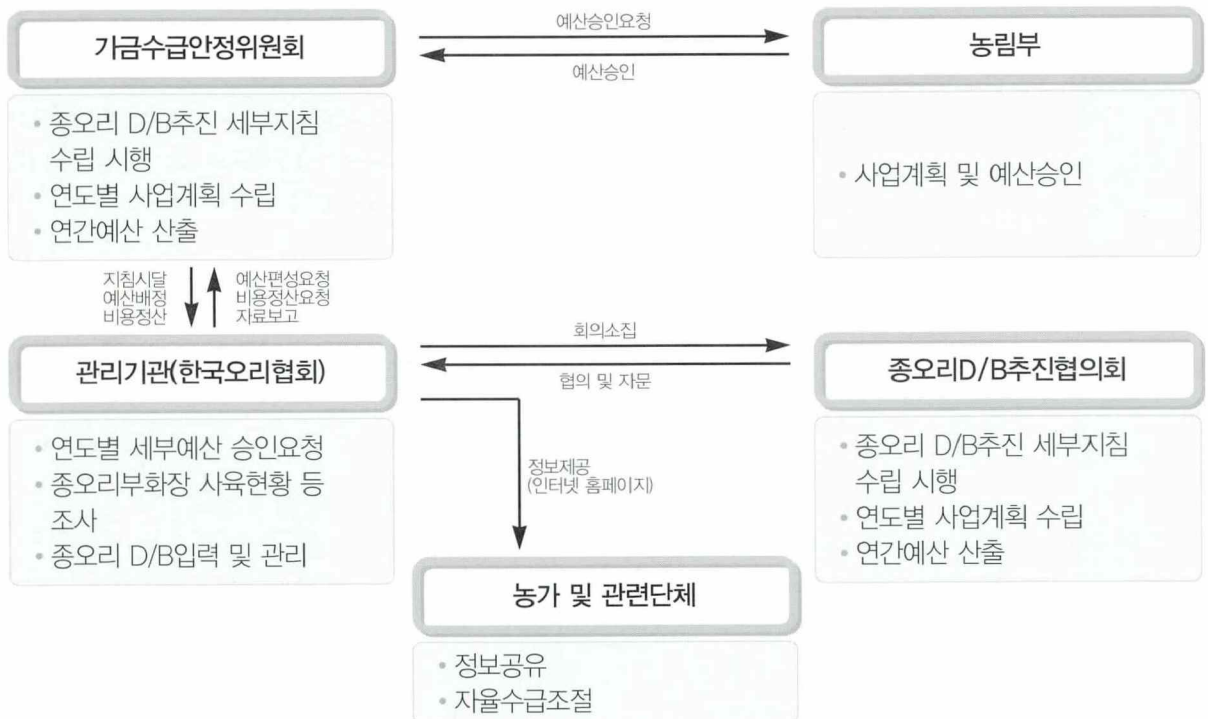 가금수급안정위원회
예산승인요청
예산승인
농림부
• 종오리 D/B추진 세부지침
수립 시행
• 연도별 사업계획 수립
• 연간예산 산출
• 사업계획 및 예산승인
지침시달
예산배정
비용정산
예산편성요청
비용정산요청
자료보고
관리기관(한국오리협회)
회의소집
협의 및 자문
종오리D/B추진협의회
• 연도별 세부예산 승인요청
• 종오리부화장 사육현황 등
조사
• 종오리 D/B입력 및 관리
정보제공
(인터넷 홈페이지)
• 종오리 D/B추진 세부지침
수립 시행
• 연도별 사업계획 수립
• 연간예산 산출
농가 및 관련단체
• 정보공유
• 자율수급조절